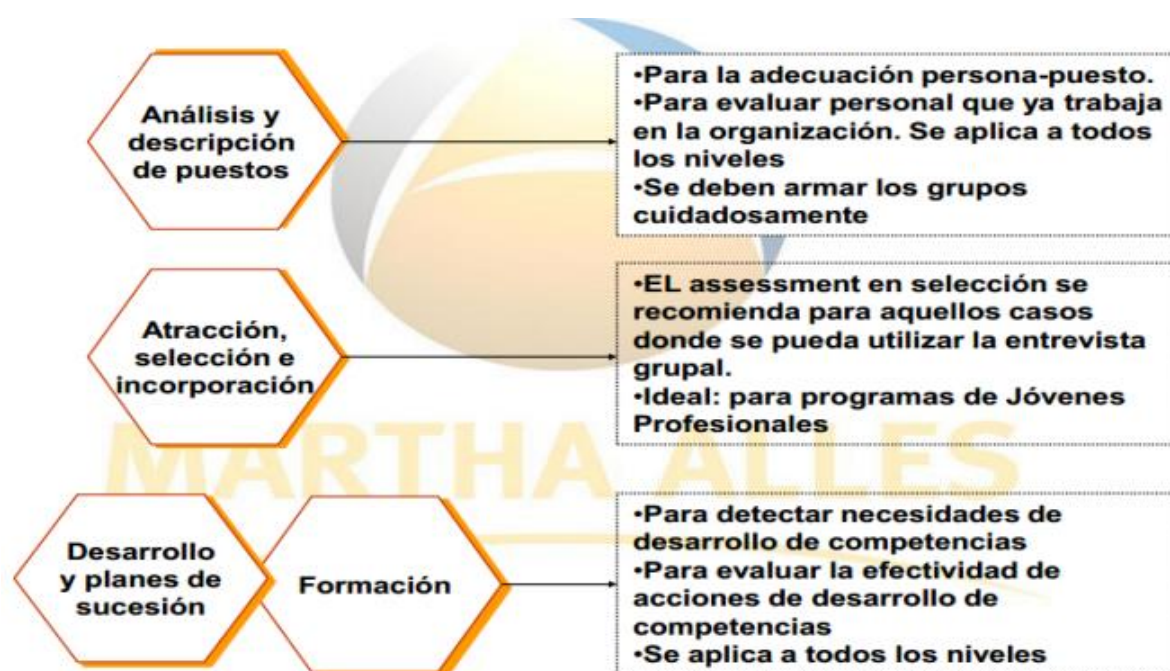 Análisis y
descripción
de puestos
•Para la adecuación persona-puesto.
•Para evaluar personal que ya trabaja
en la organización. Se aplica a todos
los niveles
•Se deben armar los grupos
cuidadosamente
Atracción,
selección e
incorporación
•EL assessment en selección se
recomienda para aquellos casos
donde se pueda utilizar la entrevista
grupal.
•Ideal: para programas de Jóvenes
Profesionales
MARTHA ALLES
Desarrollo
y planes de
sucesión
Formación
•Para detectar necesidades de
desarrollo de competencias
•Para evaluar la efectividad de
acciones de desarrollo de
competencias
•Se aplica a todos los niveles